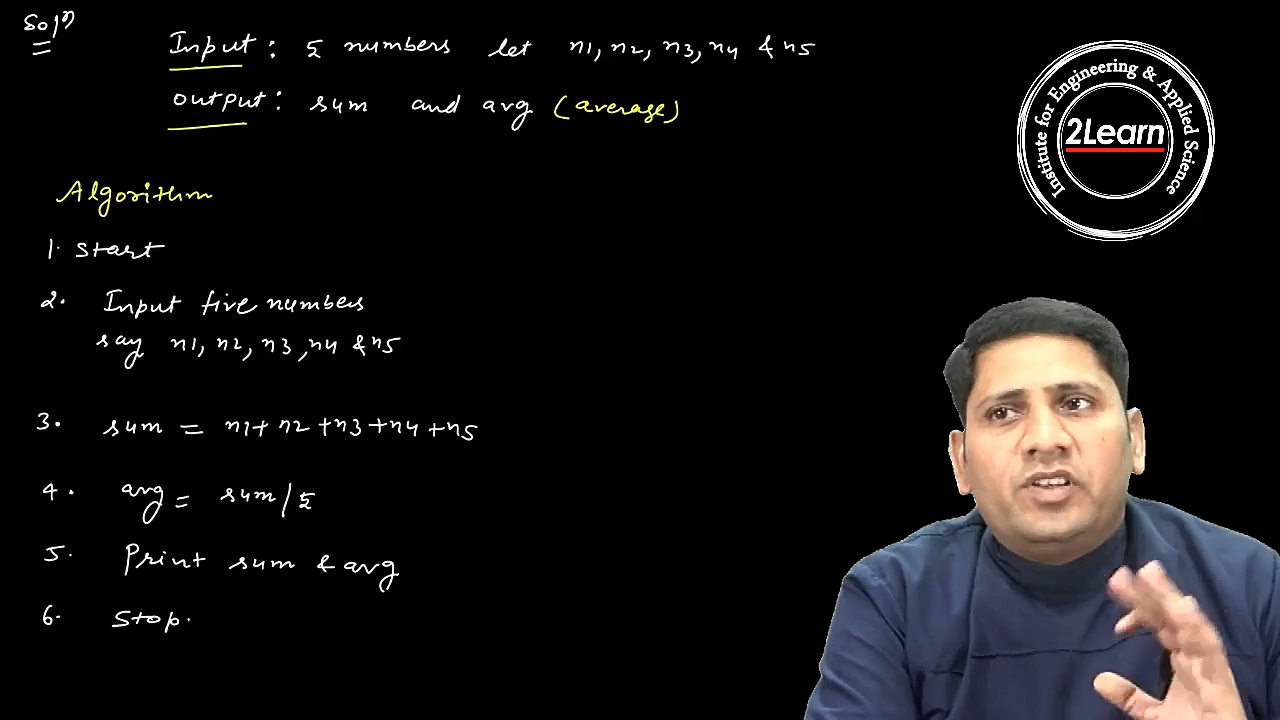 Soln
Input: 5 numbers let n1, n2, n3, n4 & n5
output: sum and avg (average)
Algorithm
1. Start
2. Input five numbers
say n1, n2, n3, n4 & n5
3. sum = n1+ n2 +n3+n4 +n5
4. avg = sum/5
5. Print sum & avg
6. Stop.
Institute for Engineering & Applied Science
2Learn